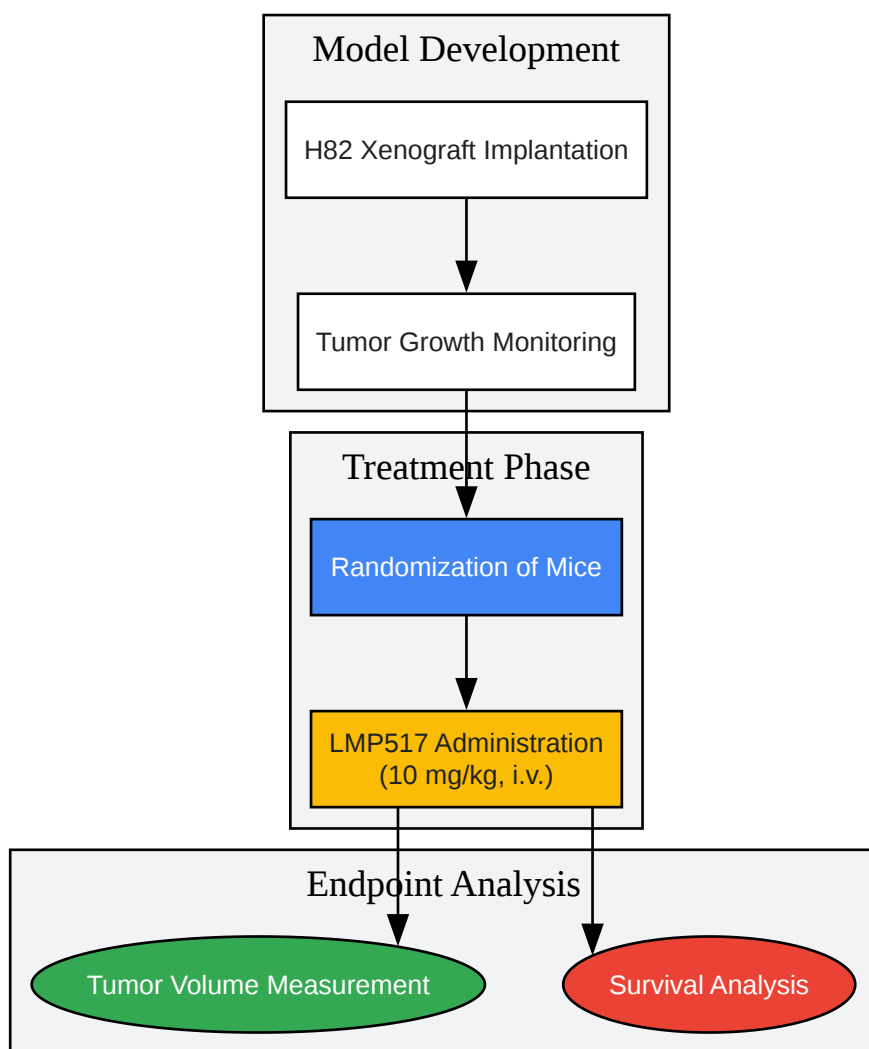 Model Development
H82 Xenograft Implantation
Tumor Growth Monitoring
Treatment Phase
Randomization of Mice
LMP517 Administration
(10 mg/kg, i.v.)
Endpoint Analysis
Tumor Volume Measurement
Survival Analysis